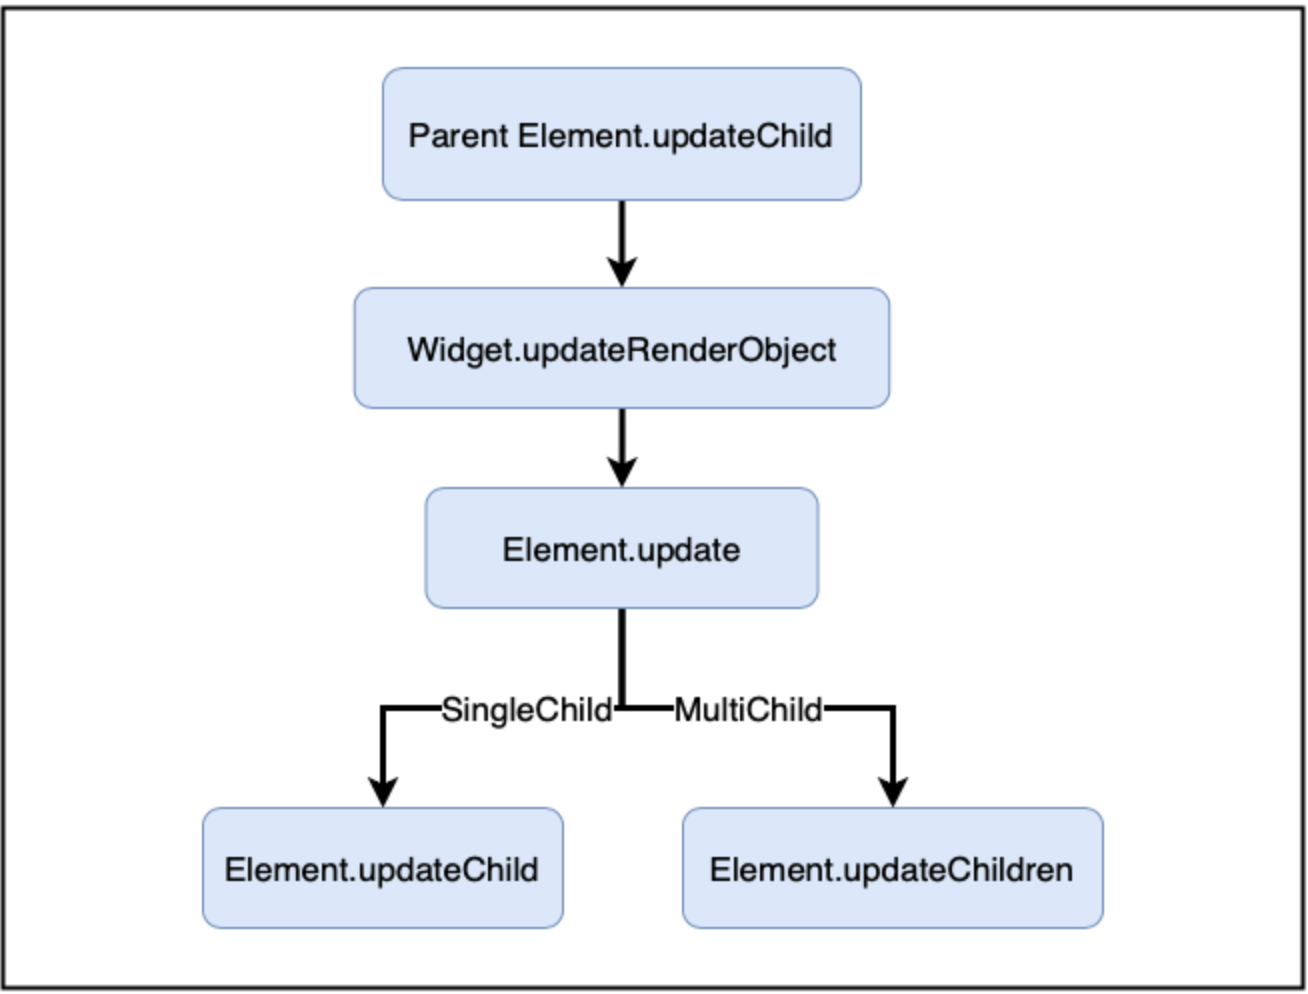 Parent Element.updateChild
Widget.updateRenderObject
Element.update
SingleChild
MultiChild
Element.updateChild
Element.updateChildren